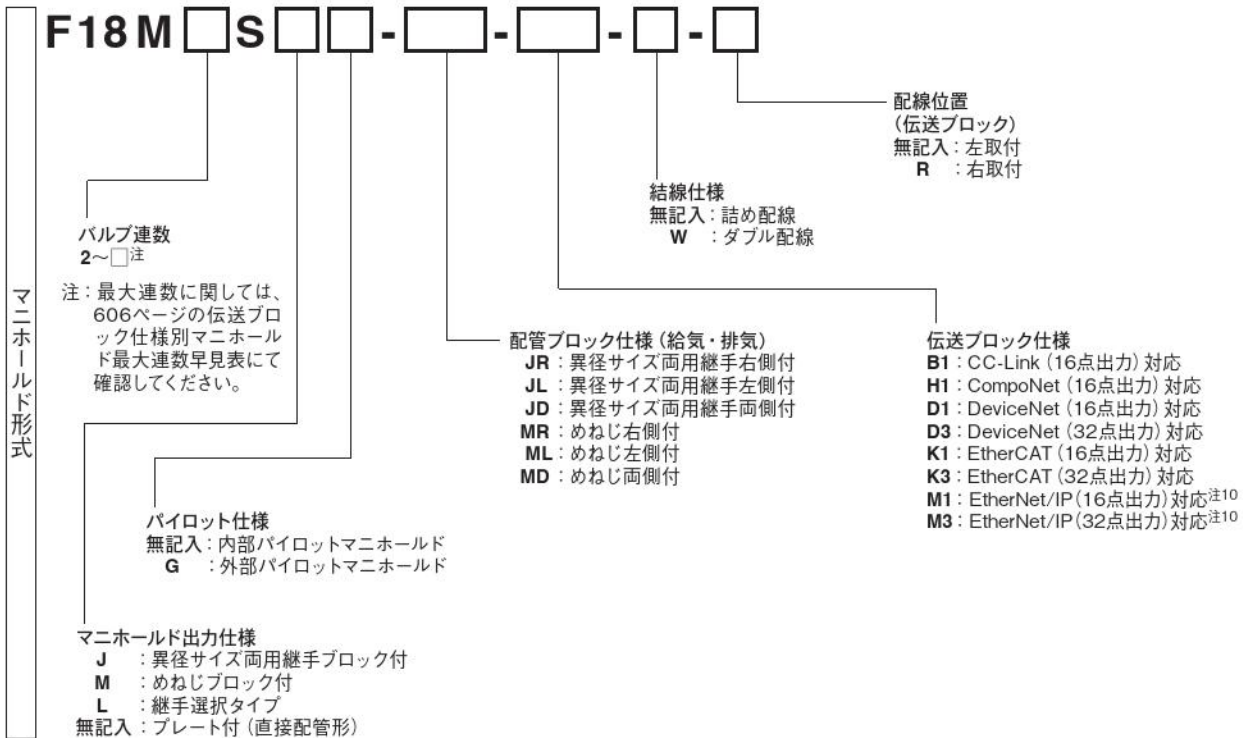 F18M□S□□-□-□-□-□
配線位置
(伝送ブロック)
無記入：左取付
R ：右取付
結線仕様
無記入：詰め配線
W ：ダブル配線
バルブ連数
2～□注
注：最大連数に関しては、
606ページの伝送ブロ
ック仕様別マニホール
ド最大連数早見表にて
確認してください。
マニホールド形式
配管ブロック仕様（給気・排気）
JR：異径サイズ両用継手右側付
JL：異径サイズ両用継手左側付
JD：異径サイズ両用継手両側付
MR：めねじ右側付
ML：めねじ左側付
MD：めねじ両側付
伝送ブロック仕様
B1：CC-Link（16点出力）対応
H1：CompoNet（16点出力）対応
D1：DeviceNet（16点出力）対応
D3：DeviceNet（32点出力）対応
K1：EtherCAT（16点出力）対応
K3：EtherCAT（32点出力）対応
M1：EtherNet/IP（16点出力）対応注10
M3：EtherNet/IP（32点出力）対応注10
パイロット仕様
無記入：内部パイロットマニホールド
G ：外部パイロットマニホールド
マニホールド出力仕様
J ：異径サイズ両用継手ブロック付
M ：めねじブロック付
L ：継手選択タイプ
無記入：プレート付（直接配管形）